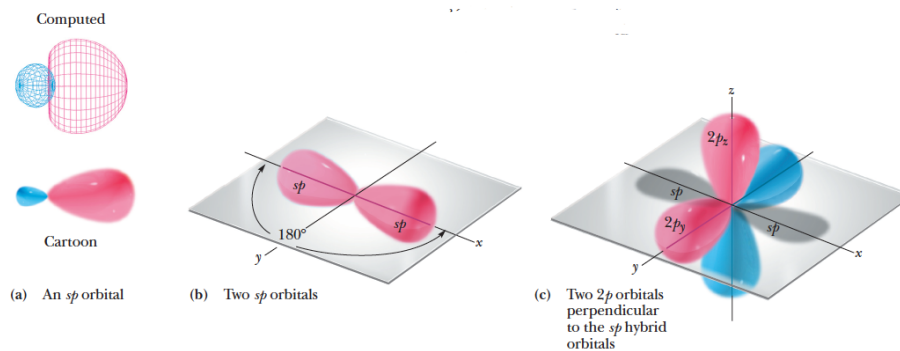 Computed
Cartoon
(a) An sp orbital
sp
sp
180°
x
y
(b) Two sp orbitals
z
2pz
sp
sp
2py
x
y
(c) Two 2p orbitals
perpendicular
to the sp hybrid
orbitals